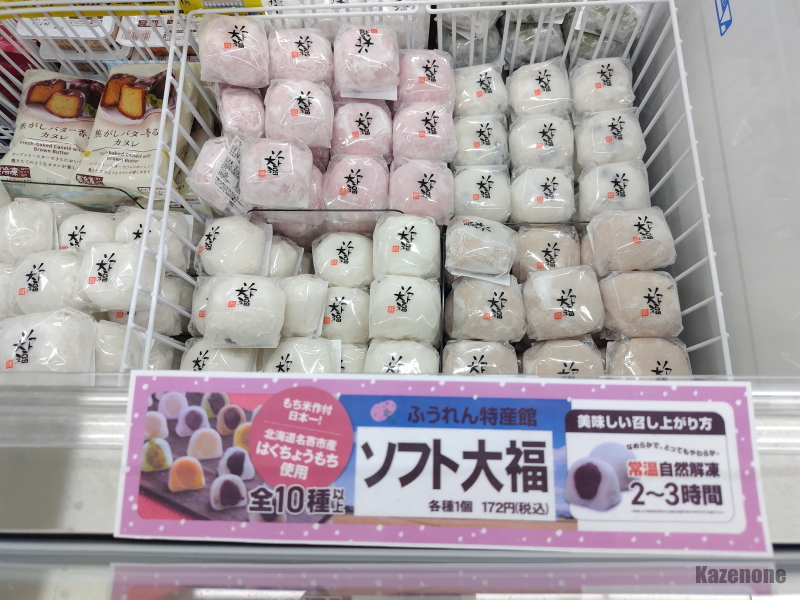 焦がしバター香る
カヌレ
Fresh-baked Canelé with
Brown Butter
ソフト
大福
もち米作付
日本一!
北海道名寄市産
はくちょうもち
使用
全10種以上
ふうれん特産館
ソフト大福
各種1個 172円(税込)
美味しい召し上がり方
なめらかで、とってもやわらか。
常温自然解凍
2～3時間
Kazenone